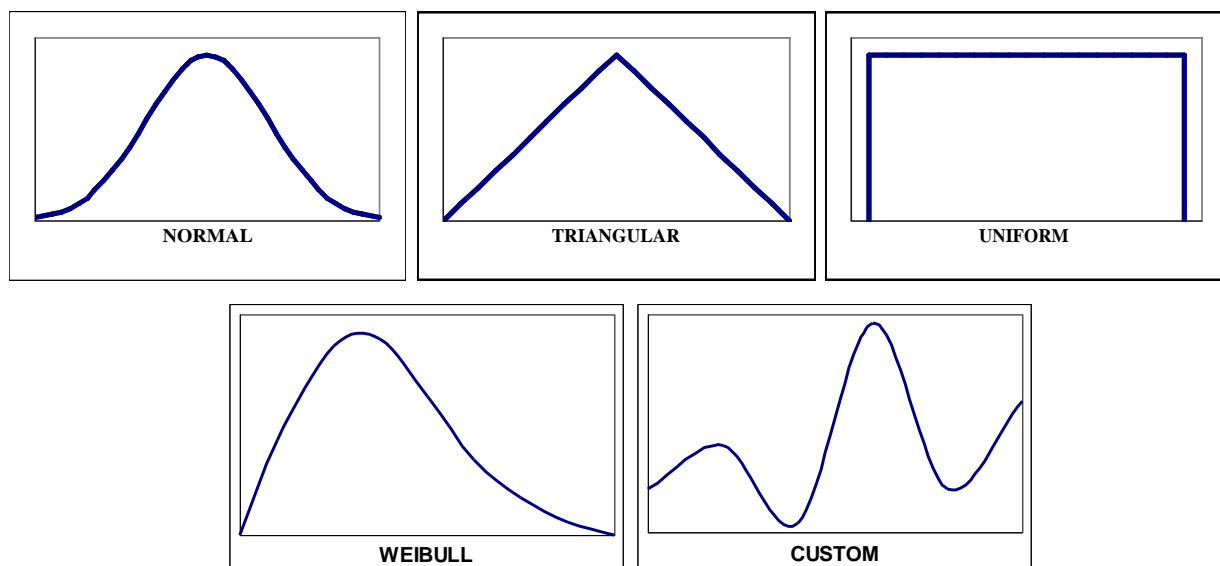 NORMAL
TRIANGULAR
UNIFORM
WEIBULL
CUSTOM